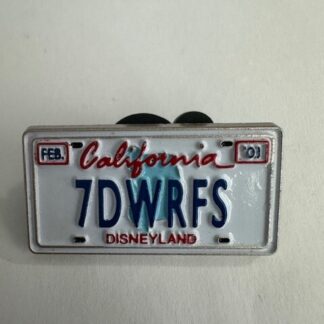 FEB. California '01
7DWRFS
DISNEYLAND